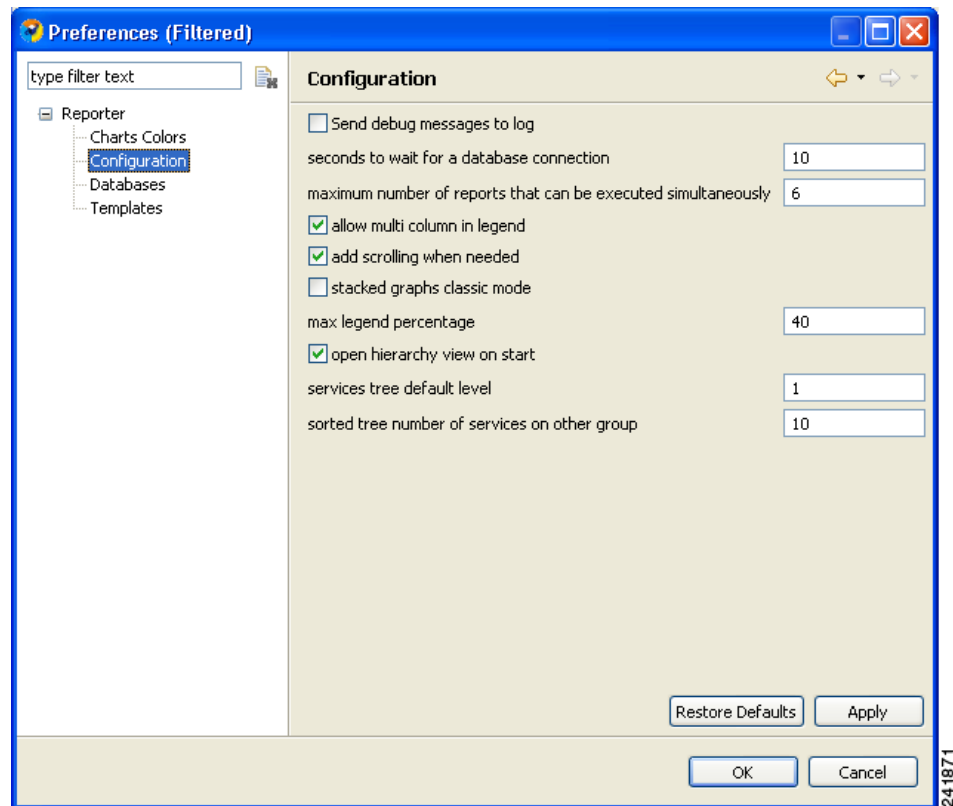 Preferences (Filtered)
type filter text
Reporter
Charts Colors
Configuration
Databases
Templates
Configuration
Send debug messages to log
seconds to wait for a database connection 10
maximum number of reports that can be executed simultaneously 6
allow multi column in legend
add scrolling when needed
stacked graphs classic mode
max legend percentage 40
open hierarchy view on start
services tree default level 1
sorted tree number of services on other group 10
Restore Defaults Apply
OK Cancel
241871